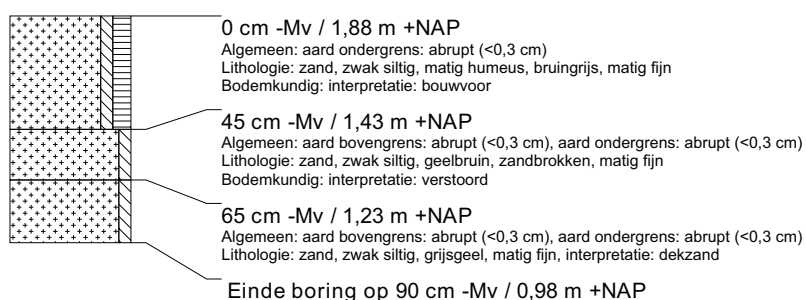 0 cm -Mv / 1,88 m +NAP
Algemeen: aard ondergrens: abrupt (<0,3 cm)
Lithologie: zand, zwak siltig, matig humeus, bruingrijs, matig fijn
Bodemkundig: interpretatie: bouwvoor
45 cm -Mv / 1,43 m +NAP
Algemeen: aard bovengrens: abrupt (<0,3 cm), aard ondergrens: abrupt (<0,3 cm)
Lithologie: zand, zwak siltig, geelbruin, zandbrokken, matig fijn
Bodemkundig: interpretatie: verstoord
65 cm -Mv / 1,23 m +NAP
Algemeen: aard bovengrens: abrupt (<0,3 cm), aard ondergrens: abrupt (<0,3 cm)
Lithologie: zand, zwak siltig, grijsgeel, matig fijn, interpretatie: dekzand
Einde boring op 90 cm -Mv / 0,98 m +NAP